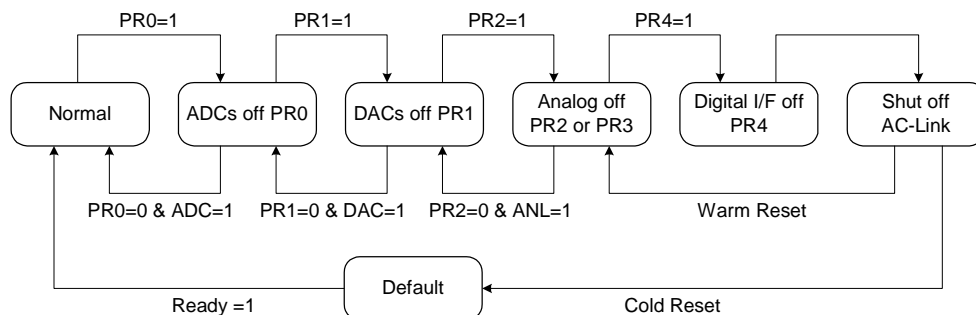 PR0=1
PR1=1
PR2=1
PR4=1
Normal
ADCs off PR0
DACs off PR1
Analog off
PR2 or PR3
Digital I/F off
PR4
Shut off
AC-Link
PR0=0 & ADC=1
PR1=0 & DAC=1
PR2=0 & ANL=1
Warm Reset
Default
Ready =1
Cold Reset